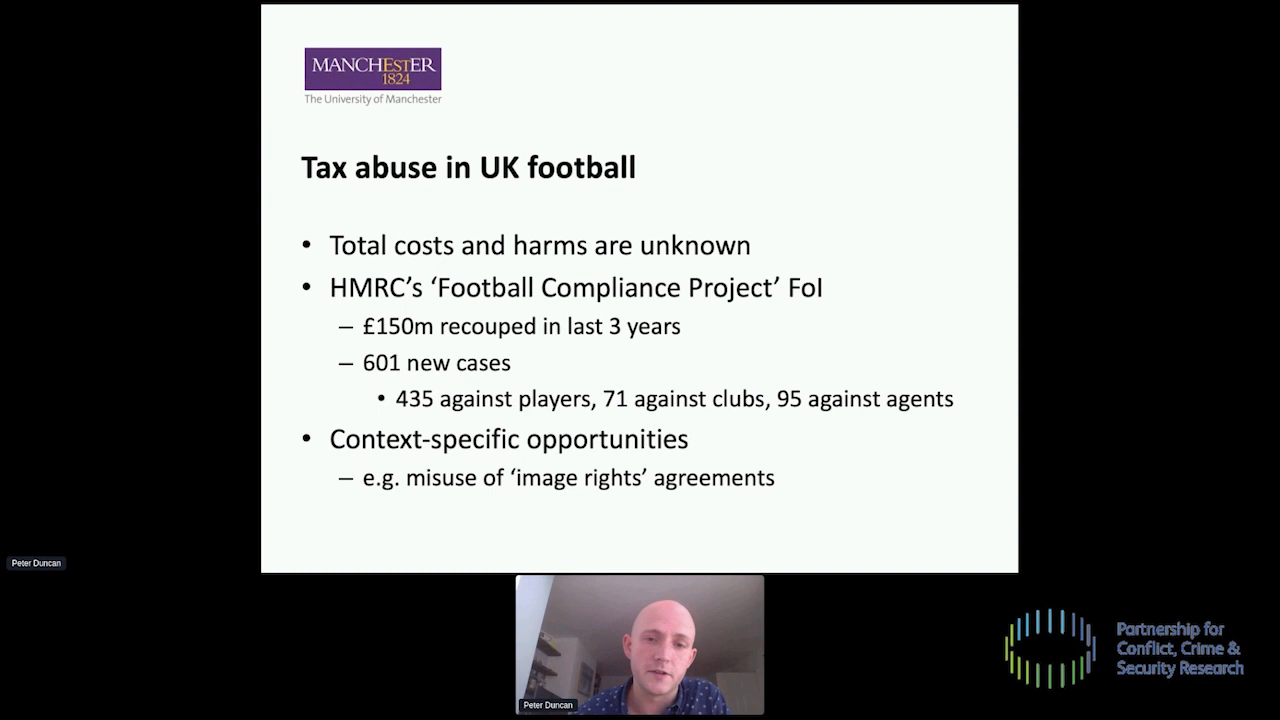 MANCHESTER
1824
The University of Manchester
Tax abuse in UK football
• Total costs and harms are unknown
• HMRC’s ‘Football Compliance Project’ FoI
– £150m recouped in last 3 years
– 601 new cases
• 435 against players, 71 against clubs, 95 against agents
• Context-specific opportunities
– e.g. misuse of ‘image rights’ agreements
Peter Duncan
Peter Duncan
Partnership for
Conflict, Crime &
Security Research